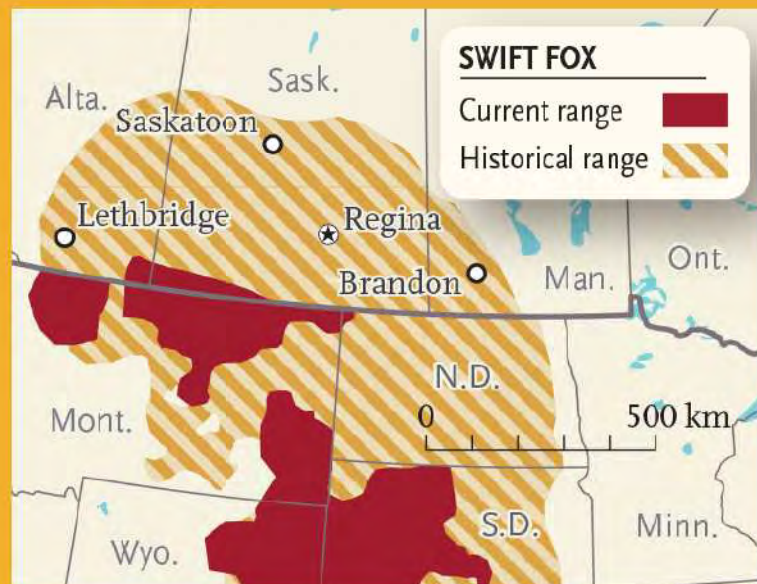 Alta.
Sask.
Saskatoon
Lethbridge
Regina
Brandon
Man.
Ont.
Mont.
N.D.
0 500 km
S.D.
Wyo.
Minn.
SWIFT FOX
Current range
Historical range